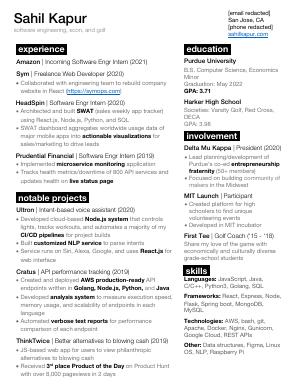 Sahil Kapur
software engineering, econ, and golf
[email redacted]
San Jose, CA
[phone redacted]
sahilkapur.com
experience
Amazon | Incoming Software Engr Intern (2021)
Sym | Freelance Web Developer (2020)
• Collaborated with engineering team to rebuild company
website in React (https://symops.com)
HeadSpin | Software Engr Intern (2020)
• Architected and built SWAT (sales weekly app tracker)
using React.js, Node.js, Python, and SQL
• SWAT dashboard aggregates worldwide usage data of
major mobile apps into actionable visualizations for
sales/marketing to drive leads
Prudential Financial | Software Engr Intern (2019)
• Implemented microservice monitoring application
• Tracks health metrics/downtime of 800 API services and
updates health on live status page
notable projects
Ultron | Intent-based voice assistant (2020)
• Developed cloud-based Node.js system that controls
lights, tracks workouts, and automates a majority of my
CI/CD pipelines for project builds
• Built customized NLP service to parse intents
• Service runs on Siri, Alexa, Google, and uses React.js for
web interface
Cratus | API performance tracking (2019)
• Created and deployed AWS production-ready API
endpoints written in Golang, Node.js, Python, and Java
• Developed analysis system to measure execution speed,
memory usage, and scalability of endpoints in each
language
• Automated verbose test reports for performance
comparison of each endpoint
ThinkTwice | Better alternatives to blowing cash (2019)
• JS-based web app for users to view philanthropic
alternatives to blowing cash
• Received 3rd place Product of the Day on Product Hunt
with over 8,000 pageviews in 2 days
education
Purdue University
B.S. Computer Science, Economics
Minor
Graduation: May 2022
GPA: 3.71
Harker High School
Societies: Varsity Golf, Red Cross,
DECA
GPA: 3.98
involvement
Delta Mu Kappa | President (2020)
• Lead planning/development of
Purdue's co-ed entrepreneurship
fraternity (50+ members)
• Focused on building community of
makers in the Midwest
MIT Launch | Participant
• Created platform for high
schoolers to find unique
volunteering events
• Developed in MIT incubator
First Tee | Golf Coach ('15 - '18)
Share my love of the game with
economically and culturally diverse
grade-school students
skills
Languages: JavaScript, Java,
C/C++, Python3, Golang, SQL
Frameworks: React, Express, Node,
Flask, Spring boot, MongoDB,
MySQL
Technologies: AWS, bash, git,
Apache, Docker, Nginx, Gunicorn,
Google Cloud, REST APIs
Other: Data structures, Figma, Linux
OS, NLP, Raspberry Pi